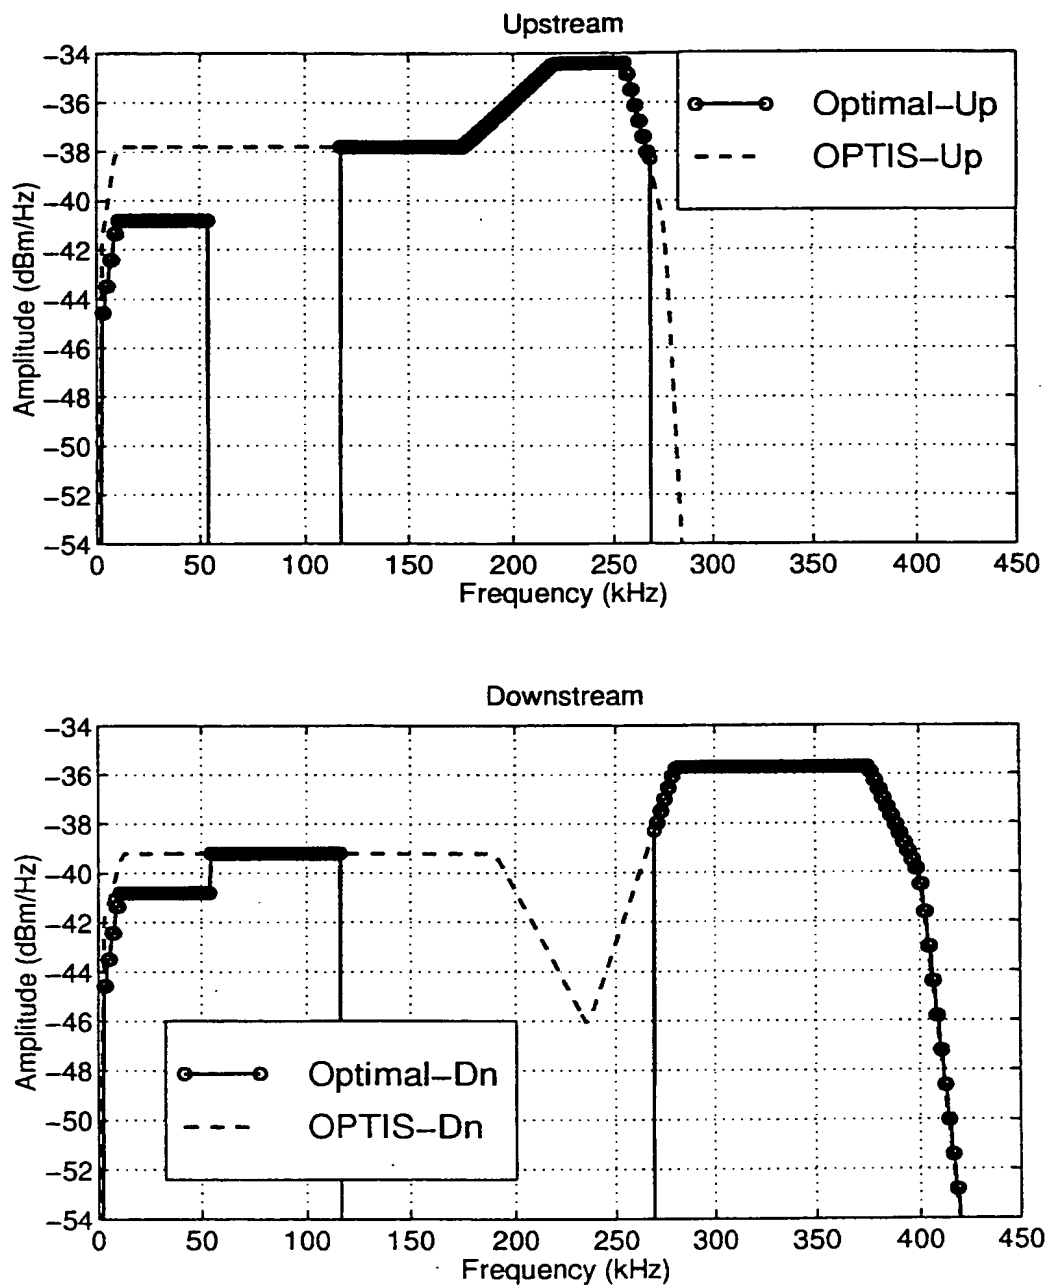 Upstream
−34
−36
−38
−40
−42
−44
−46
−48
−50
−52
−54
Amplitude (dBm/Hz)
Optimal−Up
OPTIS−Up
0 50 100 150 200 250 300 350 400 450
Frequency (kHz)
Downstream
−34
−36
−38
−40
−42
−44
−46
−48
−50
−52
−54
Amplitude (dBm/Hz)
Optimal−Dn
OPTIS−Dn
0 50 100 150 200 250 300 350 400 450
Frequency (kHz)